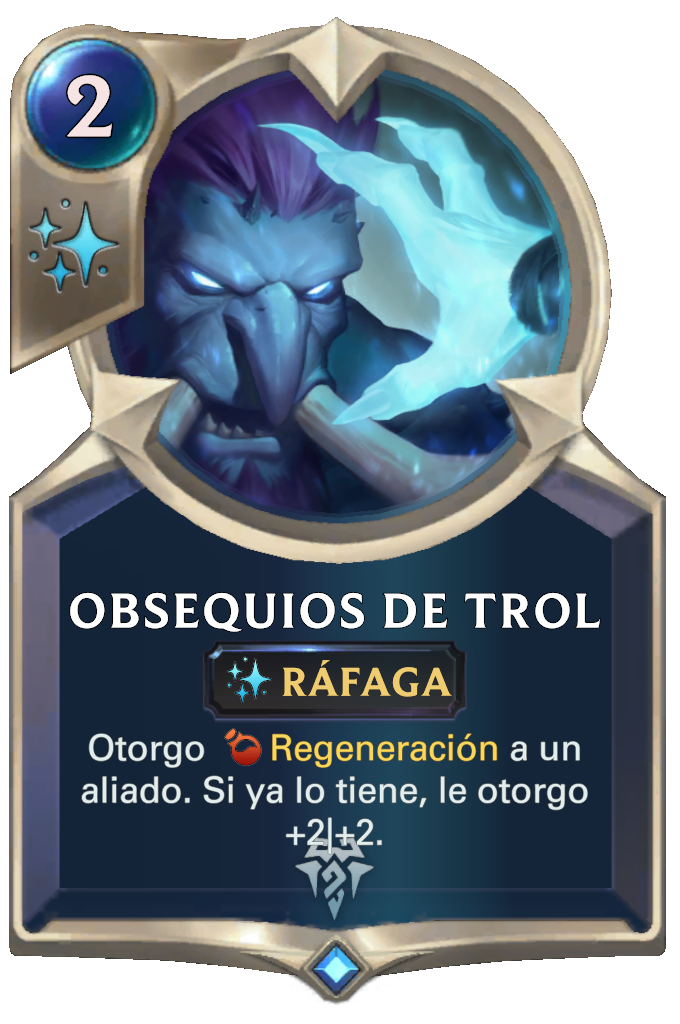 2
OBSEQUIOS DE TROL
RÁFAGA
Otorgo Regeneración a un
aliado. Si ya lo tiene, le otorgo
+2|+2.